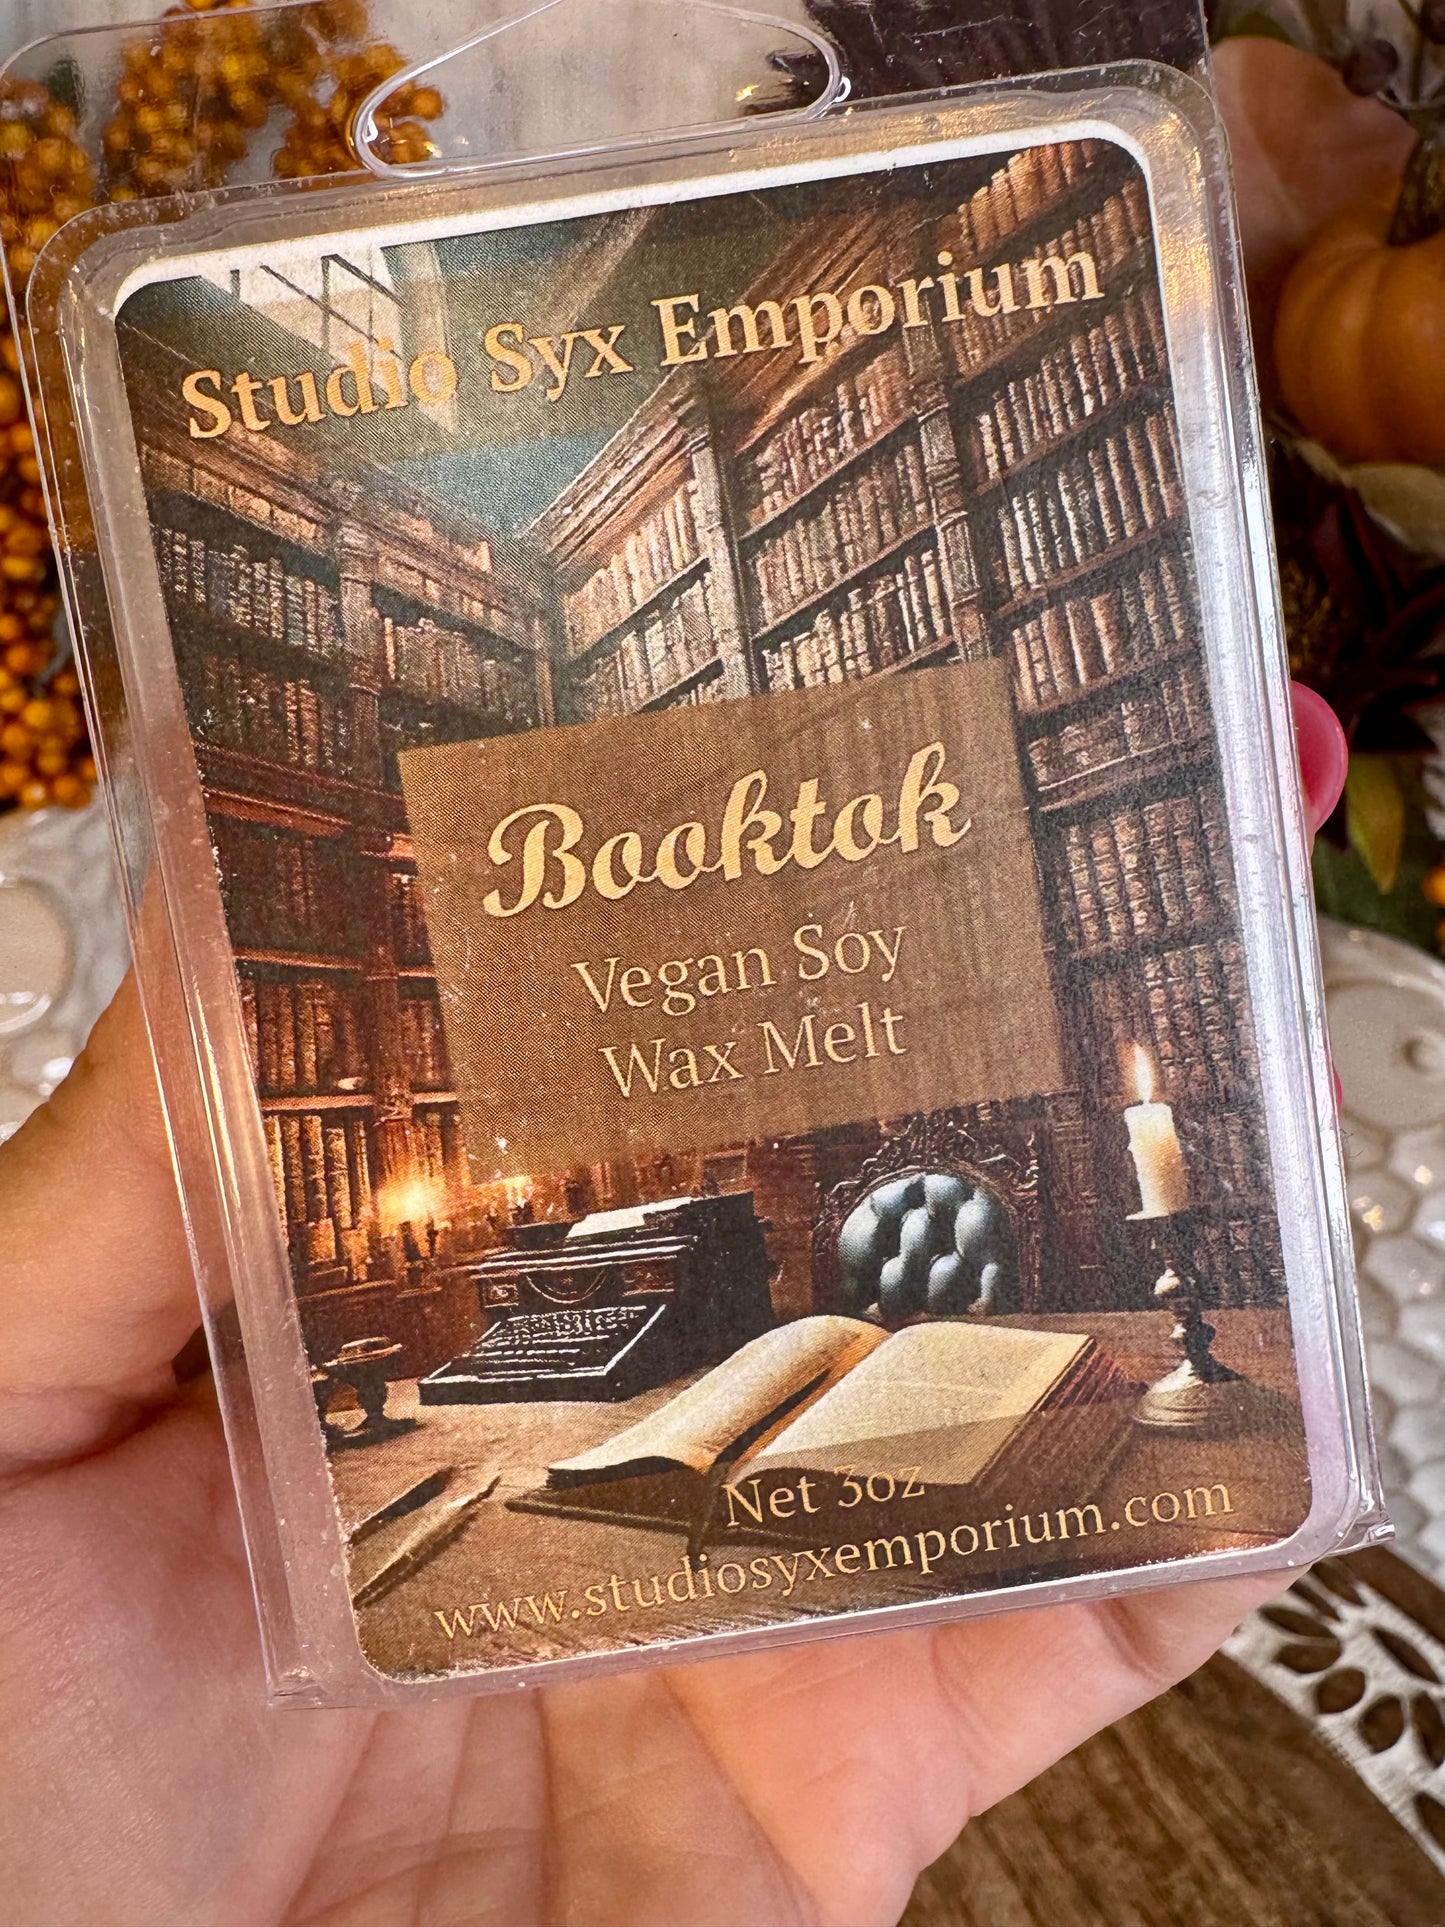 Studio Syx Emporium
Booktok
Vegan Soy
Wax Melt
Net 3oz
www.studiosyxemporium.com